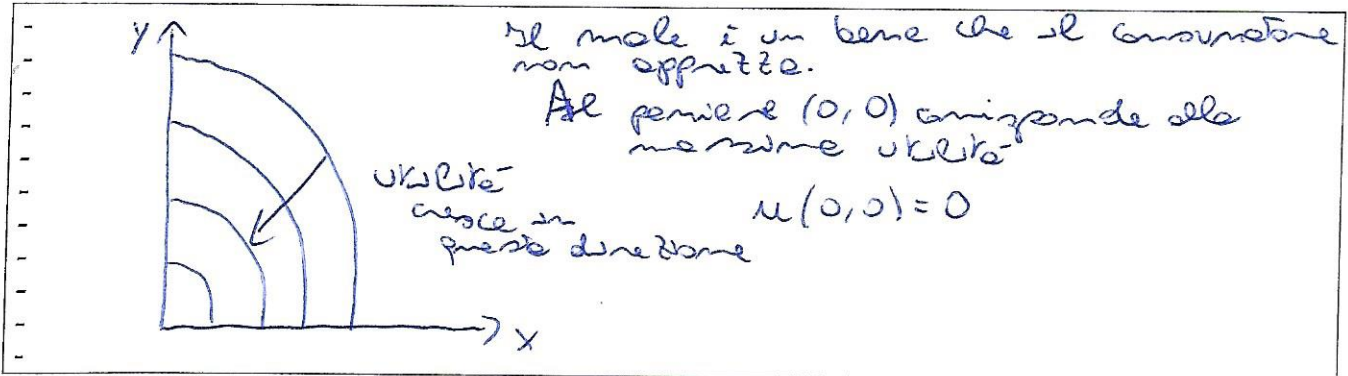 y
Il male è un bene che il consumatore
non apprezza.
Al paniere (0,0) corrisponde alla
massima utilità
utilità
cresce in
questa direzione
u(0,0)=0
x